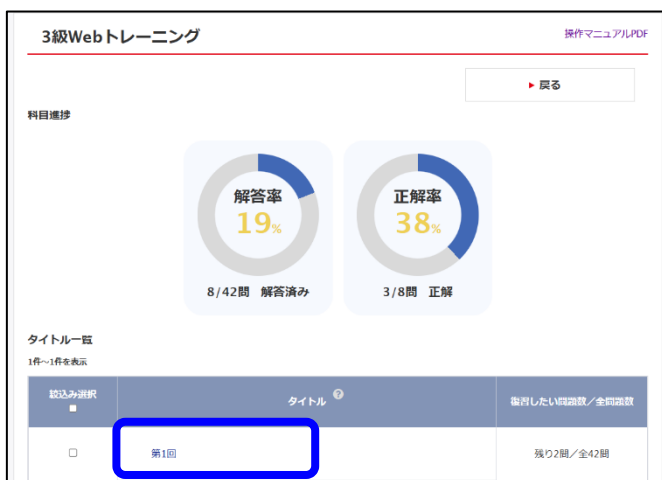 3級Webトレーニング
操作マニュアルPDF
戻る
科目進捗
解答率
19%
8/42問 解答済み
正解率
38%
3/8問 正解
タイトル一覧
1件～1件を表示
絞込み選択
タイトル ?
復習したい問題数／全問題数
第1回
残り2問／全42問